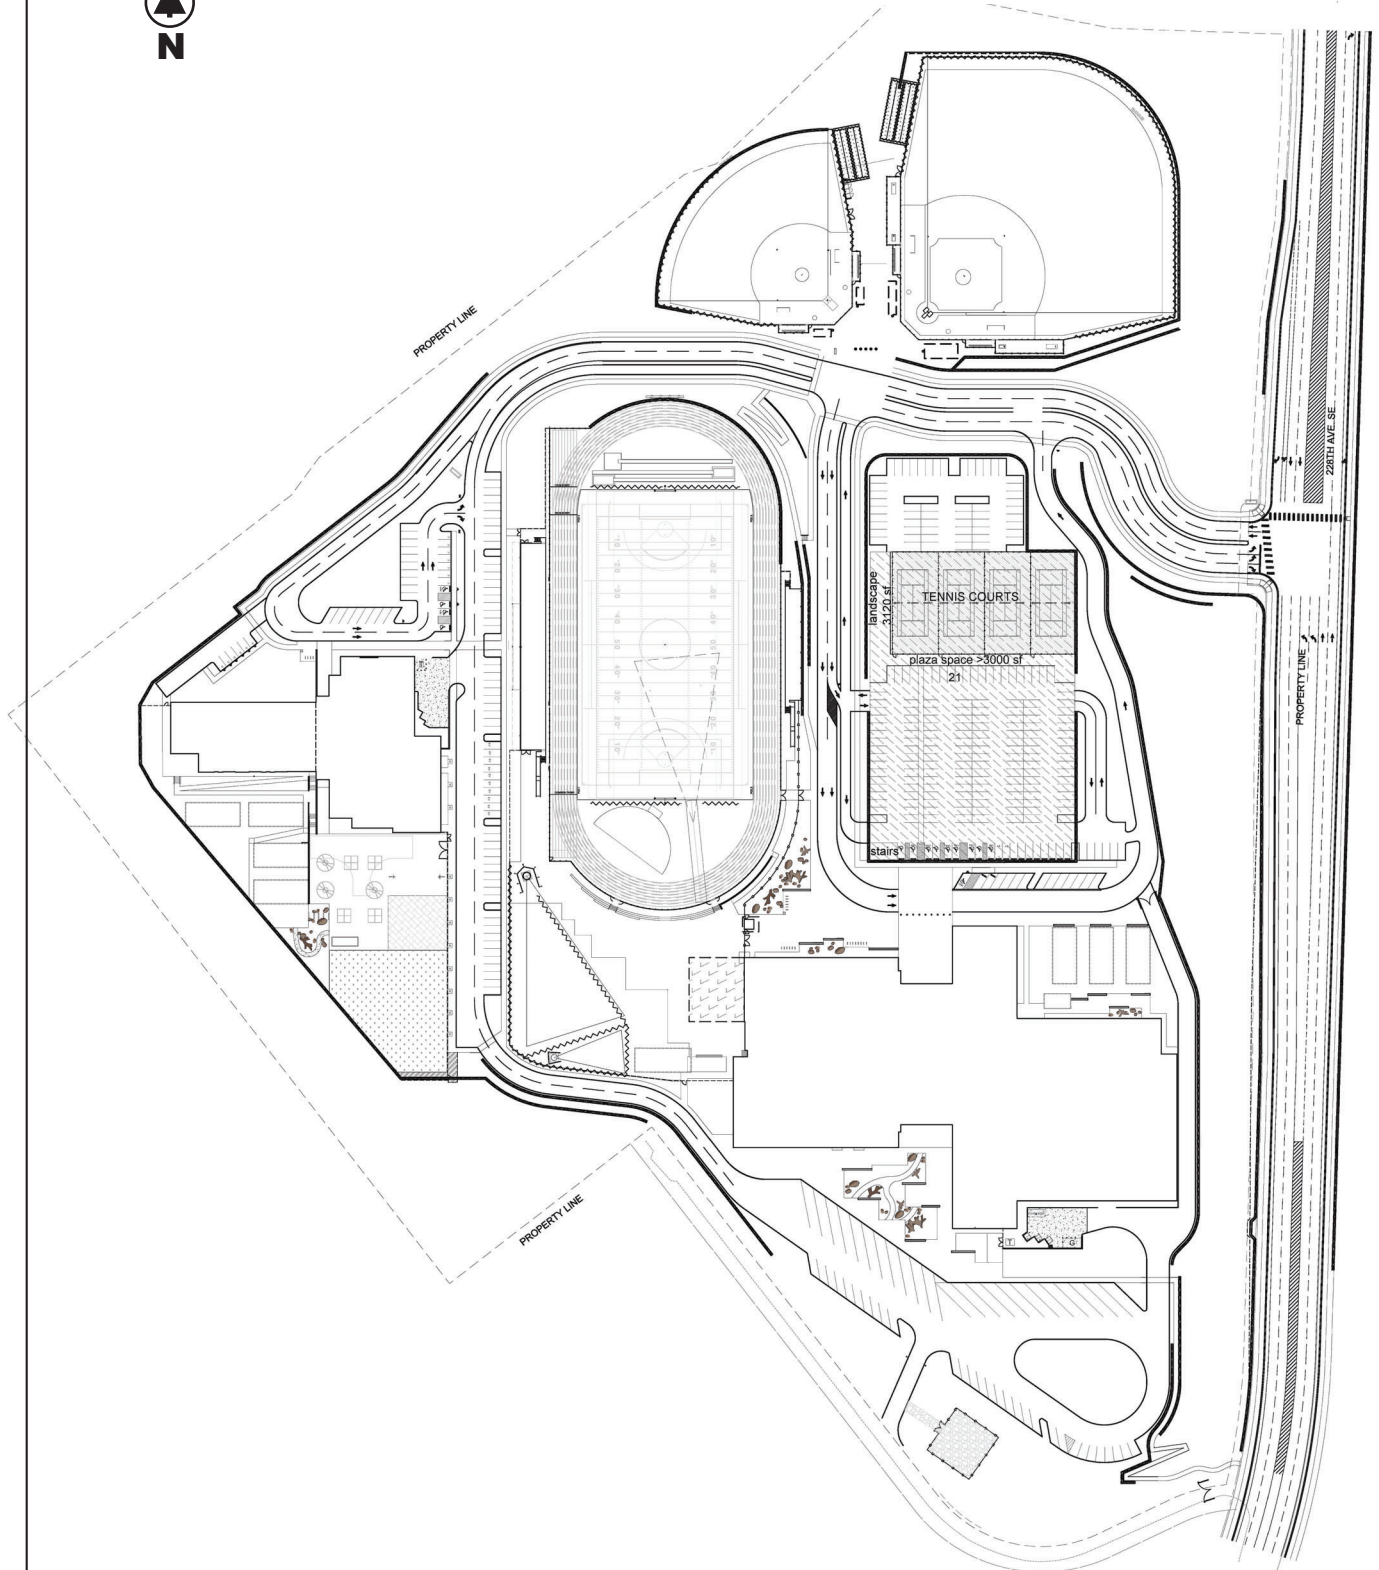 N
PROPERTY LINE
228TH AVE. SE
landscape
3120 sf
TENNIS COURTS
plaza space >3000 sf
21
PROPERTY LINE
stairs
PROPERTY LINE
T
G